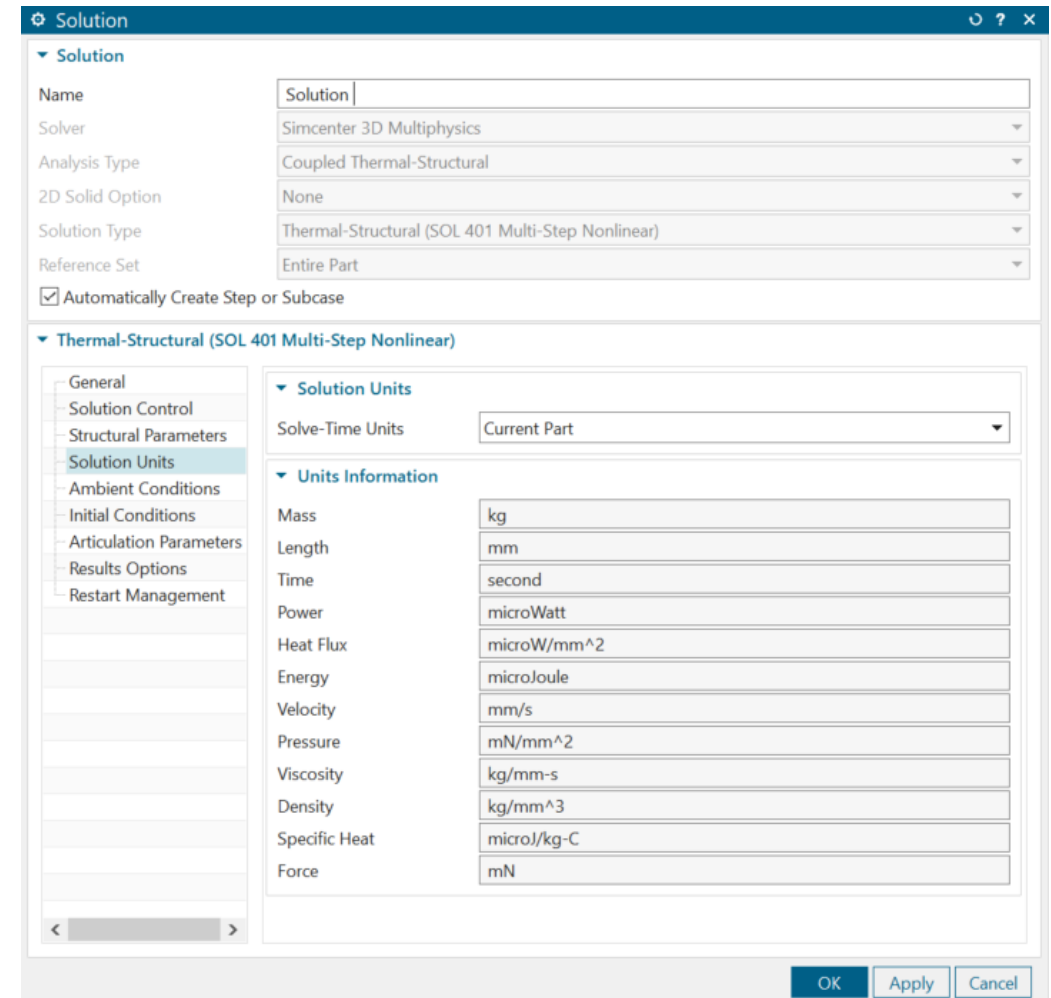 Solution ?
Solution
Name Solution
Solver Simcenter 3D Multiphysics
Analysis Type Coupled Thermal-Structural
2D Solid Option None
Solution Type Thermal-Structural (SOL 401 Multi-Step Nonlinear)
Reference Set Entire Part
Automatically Create Step or Subcase
Thermal-Structural (SOL 401 Multi-Step Nonlinear)
General
Solution Control
Structural Parameters
Solution Units
Ambient Conditions
Initial Conditions
Articulation Parameters
Results Options
Restart Management
Solution Units
Solve-Time Units Current Part
Units Information
Mass kg
Length mm
Time second
Power microWatt
Heat Flux microW/mm^2
Energy microJoule
Velocity mm/s
Pressure mN/mm^2
Viscosity kg/mm-s
Density kg/mm^3
Specific Heat microJ/kg-C
Force mN
OK Apply Cancel